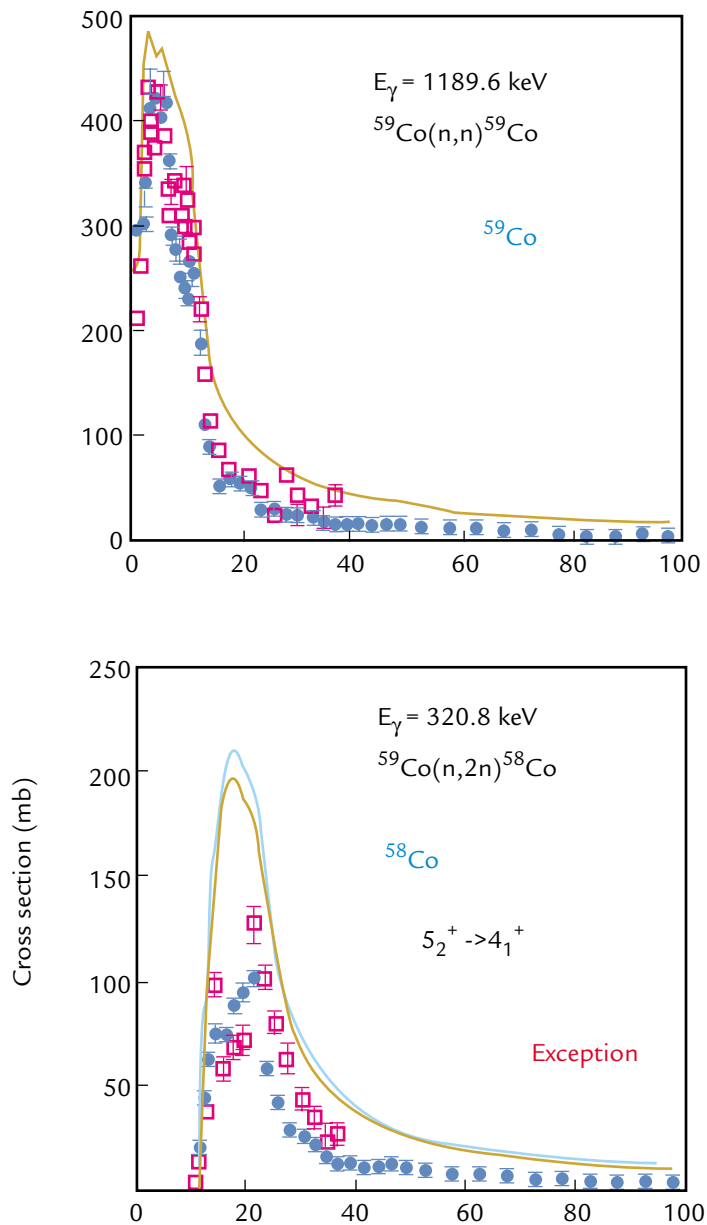 500
E_γ = 1189.6 keV
400
⁵⁹Co(n,n)⁵⁹Co
300
⁵⁹Co
200
100
0
0 20 40 60 80 100
250
E_γ = 320.8 keV
⁵⁹Co(n,2n)⁵⁸Co
200
⁵⁸Co
150
5₂⁺ ->4₁⁺
Cross section (mb)
100
Exception
50
0 20 40 60 80 100